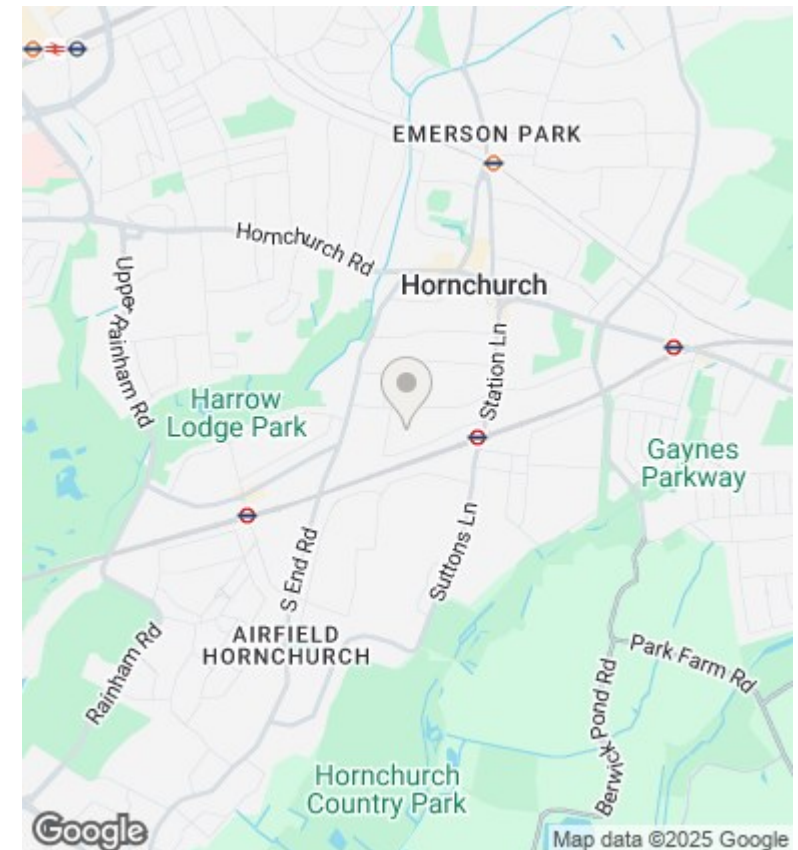 EMERSON PARK
Hornchurch Rd
Hornchurch
Upper Rainham Rd
Station Ln
Harrow
Lodge Park
Gaynes
Parkway
S End Rd
Suttons Ln
AIRFIELD
HORNCHURCH
Rainham Rd
Park Farm Rd
Berwick Pond Rd
Hornchurch
Country Park
Google
Map data ©2025 Google